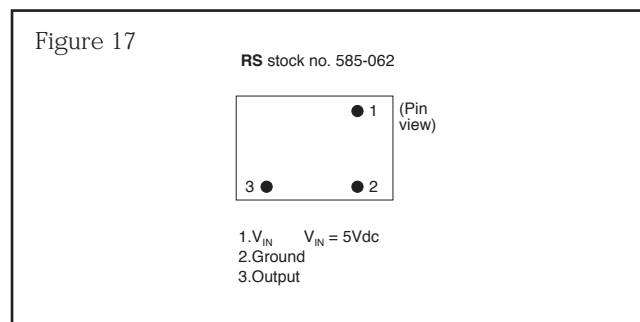 Figure 17
RS stock no. 585-062
1 (Pin view)
3 2
1.V_IN V_IN = 5Vdc
2.Ground
3.Output